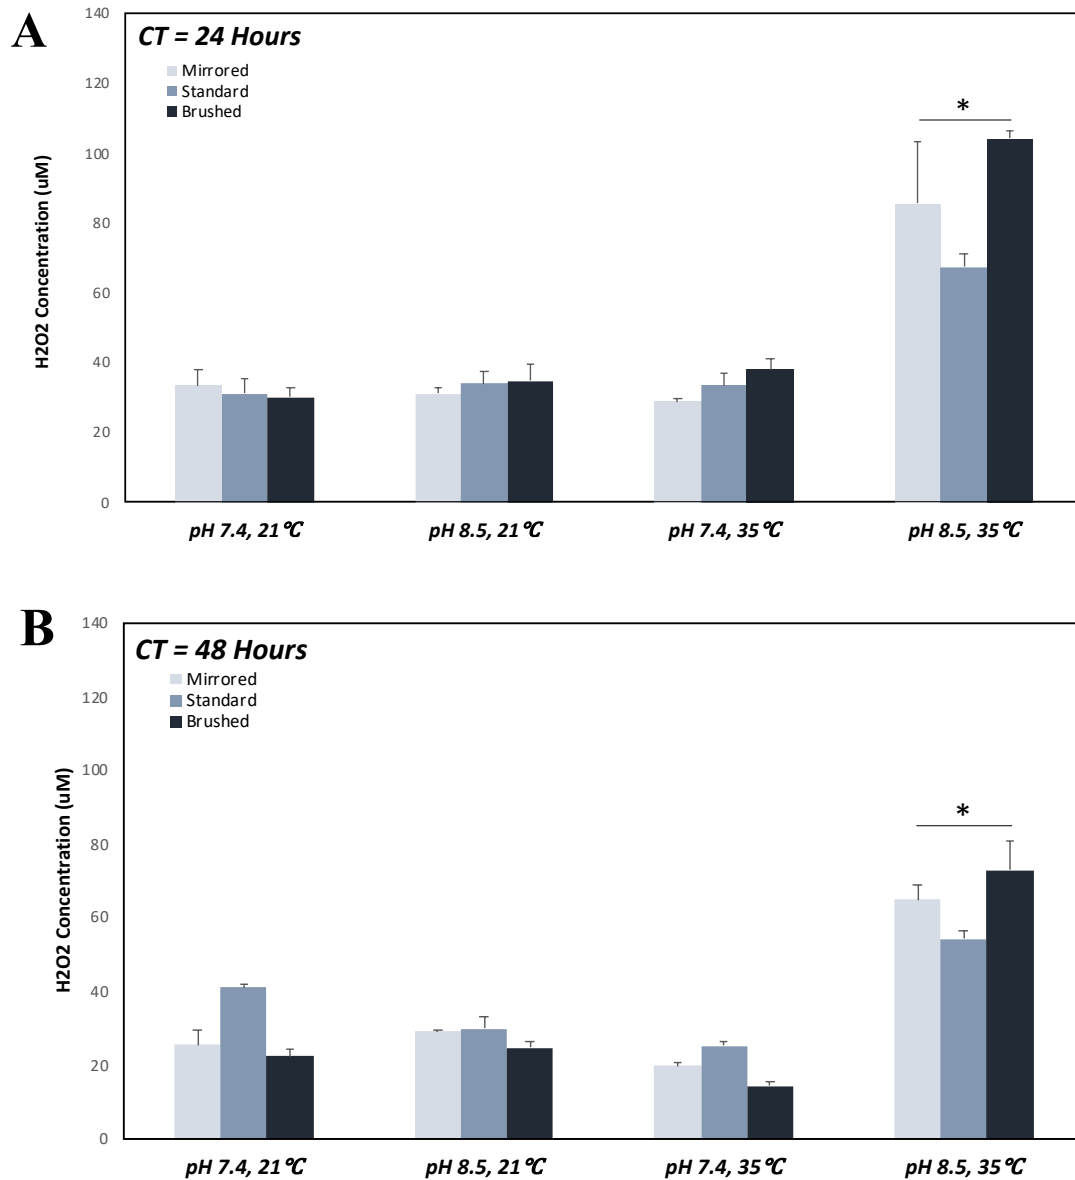 A
CT = 24 Hours
Mirrored
Standard
Brushed
H2O2 Concentration (uM)
140
120
100
80
60
40
20
0
*
pH 7.4, 21℃
pH 8.5, 21℃
pH 7.4, 35℃
pH 8.5, 35℃
B
CT = 48 Hours
Mirrored
Standard
Brushed
H2O2 Concentration (uM)
140
120
100
80
60
40
20
0
*
pH 7.4, 21℃
pH 8.5, 21℃
pH 7.4, 35℃
pH 8.5, 35℃